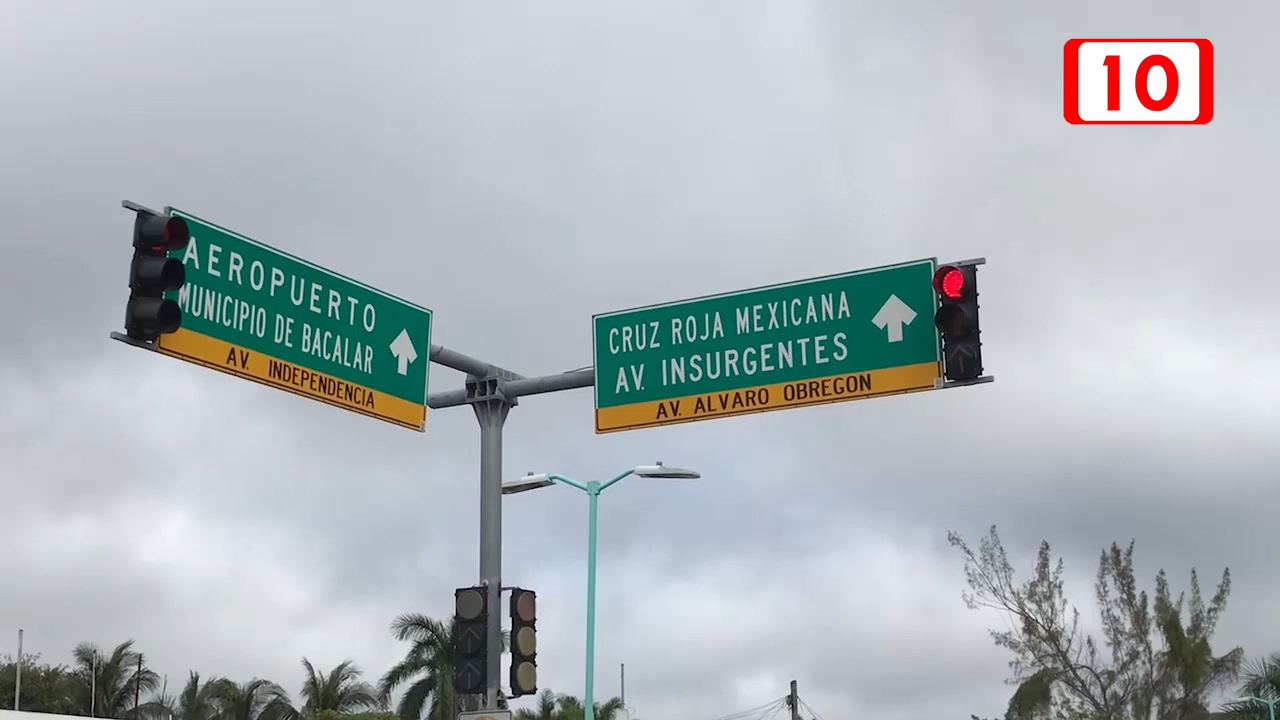 10
AEROPUERTO
MUNICIPIO DE BACALAR
AV. INDEPENDENCIA
CRUZ ROJA MEXICANA
AV. INSURGENTES
AV. ALVARO OBREGON